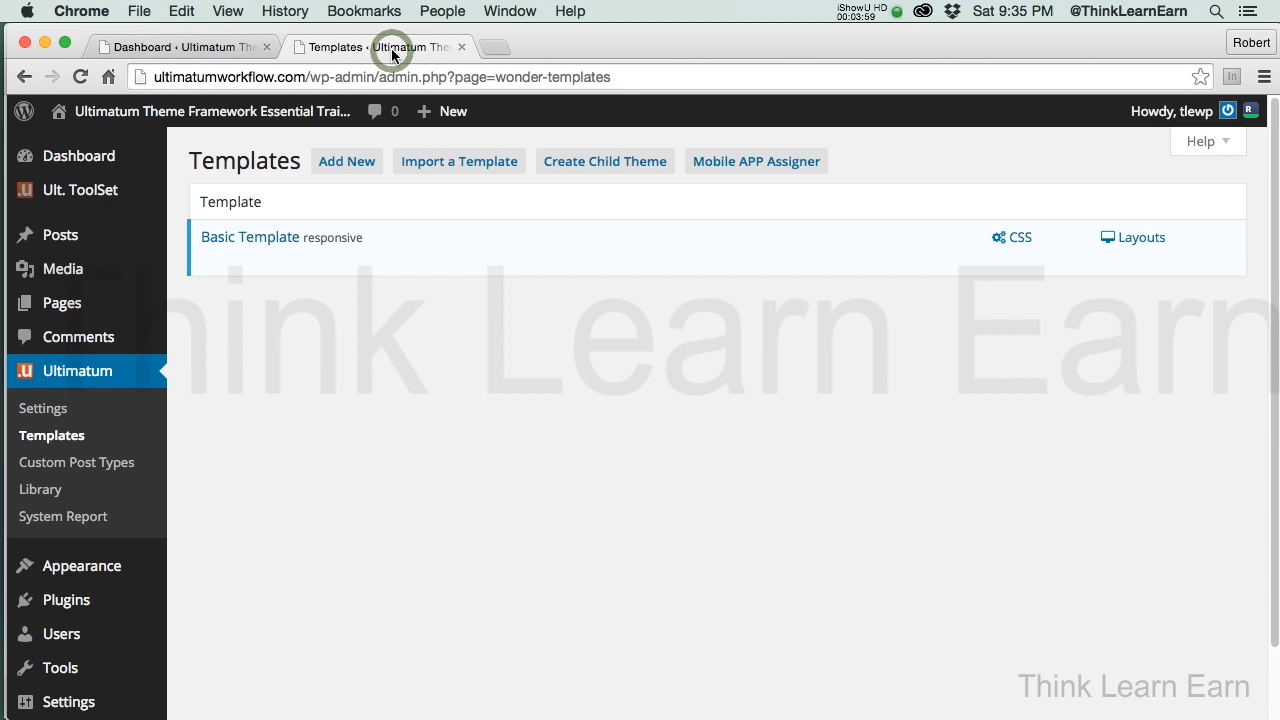 Chrome File Edit View History Bookmarks People Window Help iShowU HD 00:03:59 Sat 9:35 PM @ThinkLearnEarn
Dashboard ‹ Ultimatum The Templates ‹ Ultimatum The Robert
ultimatumworkflow.com/wp-admin/admin.php?page=wonder-templates
Ultimatum Theme Framework Essential Trai... 0 + New Howdy, tlewp
Help
Templates Add New Import a Template Create Child Theme Mobile APP Assigner
Template
Basic Template responsive CSS Layouts
Dashboard
Ult. ToolSet
Posts
Media
Pages
Comments
Ultimatum
Settings
Templates
Custom Post Types
Library
System Report
Appearance
Plugins
Users
Tools
Settings
Think Learn Earn
Think Learn Earn